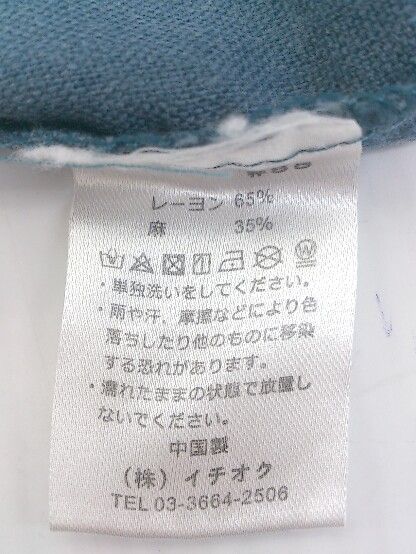 レーヨン 65%
麻 35%
・単独洗いをしてください。
・雨や汗、摩擦などにより色
落ちしたり他のものに移染
する恐れがあります。
・濡れたままの状態で放置し
ないでください。
中国製
(株) イチオク
TEL 03-3664-2506